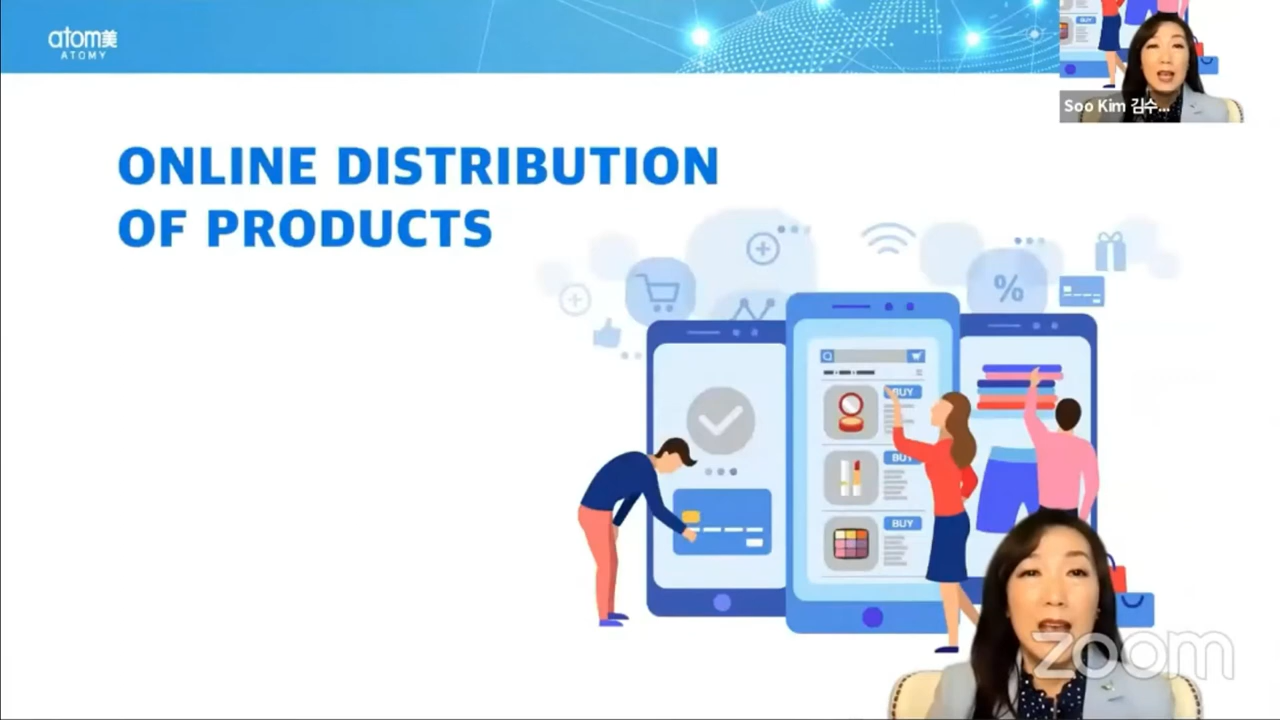 atom美
ATOMY
Soo Kim 김수...
ONLINE DISTRIBUTION
OF PRODUCTS
%
BUY
BUY
BUY
zoom